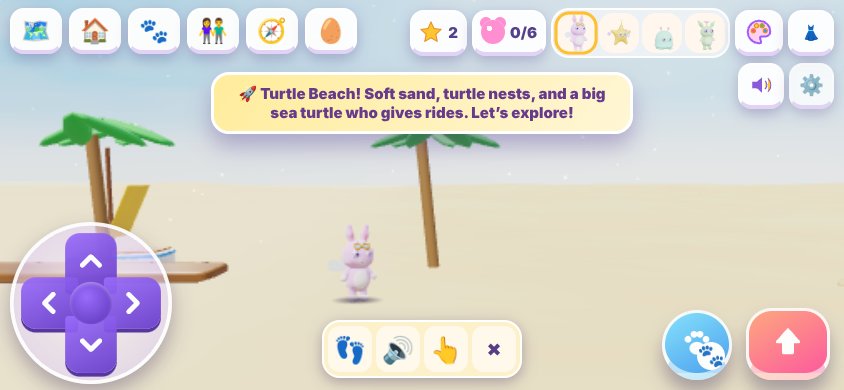 2
0/6
🚀 Turtle Beach! Soft sand, turtle nests, and a big
sea turtle who gives rides. Let’s explore!